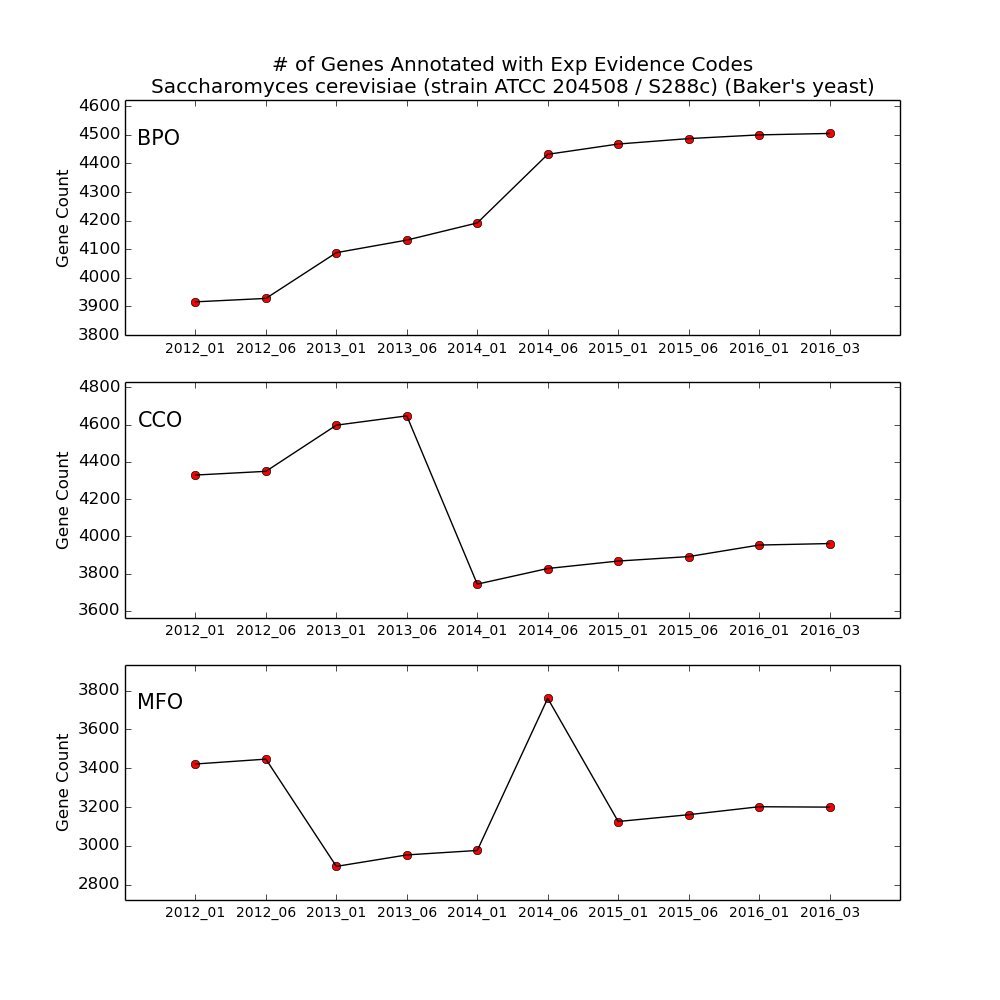 # of Genes Annotated with Exp Evidence Codes
Saccharomyces cerevisiae (strain ATCC 204508 / S288c) (Baker's yeast)
4600
4500
4400
4300
4200
4100
4000
3900
3800
Gene Count
BPO
2012_01 2012_06 2013_01 2013_06 2014_01 2014_06 2015_01 2015_06 2016_01 2016_03
4800
4600
4400
4200
4000
3800
3600
Gene Count
CCO
2012_01 2012_06 2013_01 2013_06 2014_01 2014_06 2015_01 2015_06 2016_01 2016_03
3800
3600
3400
3200
3000
2800
Gene Count
MFO
2012_01 2012_06 2013_01 2013_06 2014_01 2014_06 2015_01 2015_06 2016_01 2016_03